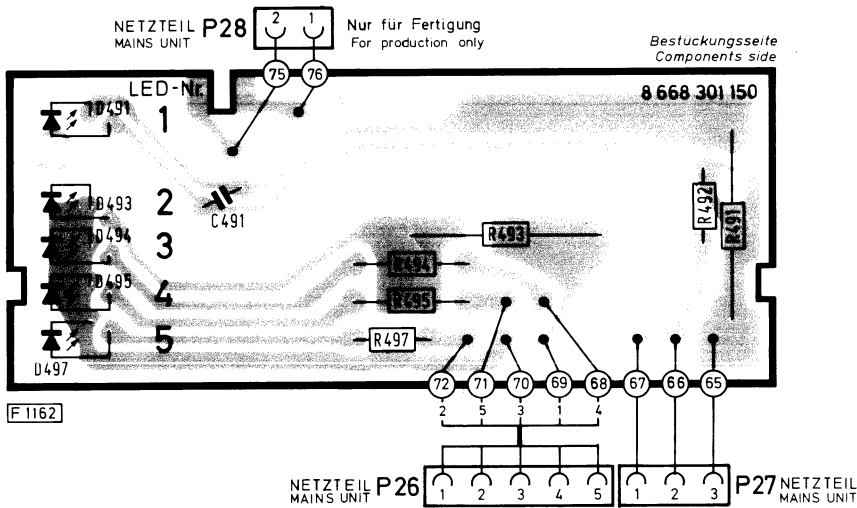 NETZTEIL
MAINS UNIT
P28
2 1
Nur für Fertigung
For production only
Bestückungsseite
Components side
75 76
LED-Nr.
8 668 301 150
D491
1
D493
2
C491
D494
3
D495
4
D497
5
R492
R491
R493
R494
R495
R497
72 71 70 69 68 67 66 65
2 5 3 1 4
F 1162
NETZTEIL
MAINS UNIT
P26
1 2 3 4 5
1 2 3
P27
NETZTEIL
MAINS UNIT